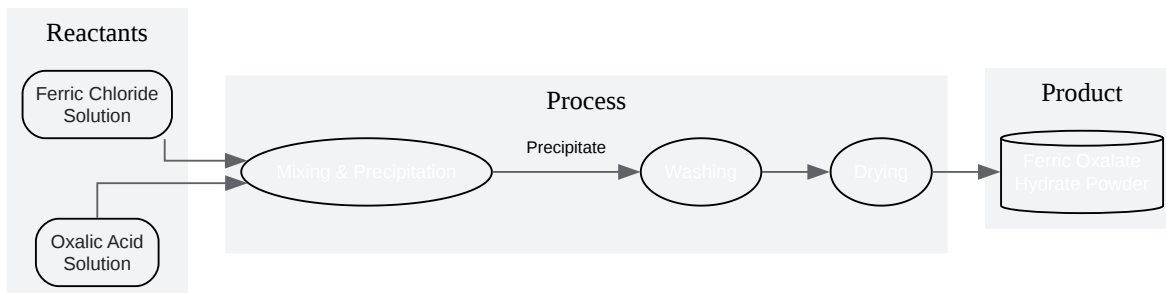 Reactants
Ferric Chloride
Solution
Oxalic Acid
Solution
Process
Mixing & Precipitation
Precipitate
Washing
Drying
Product
Ferric Oxalate
Hydrate Powder